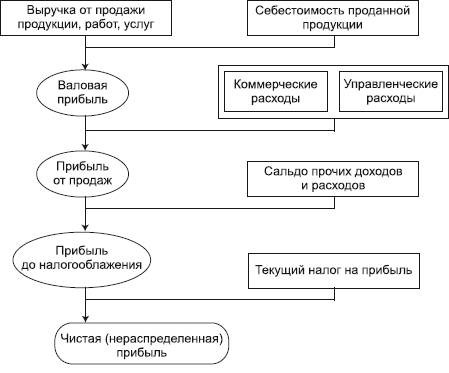 Выручка от продажи
продукции, работ, услуг
Себестоимость проданной
продукции
Валовая
прибыль
Коммерческие
расходы
Управленческие
расходы
Прибыль
от продаж
Сальдо прочих доходов
и расходов
Прибыль
до налогооблажения
Текущий налог на прибыль
Чистая (нераспределенная)
прибыль